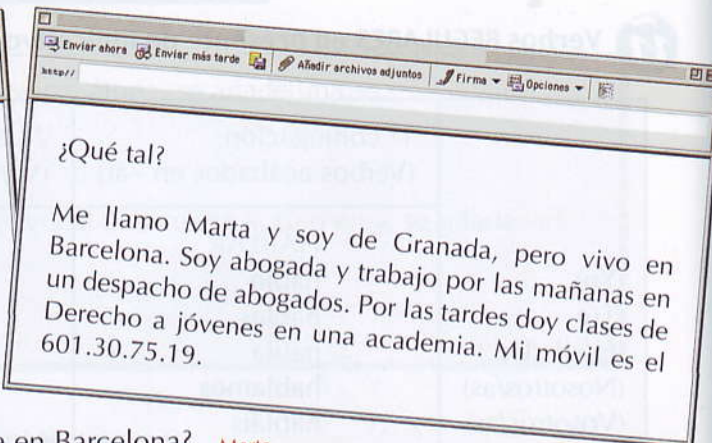 Verbos REGULARES en
Enviar ahora Enviar más tarde Añadir archivos adjuntos Firma Opciones
http//
¿Qué tal?
Me llamo Marta y soy de Granada, pero vivo en
Barcelona. Soy abogada y trabajo por las mañanas en
un despacho de abogados. Por las tardes doy clases de
Derecho a jóvenes en una academia. Mi móvil es el
601.30.75.19.
en Barcelona?